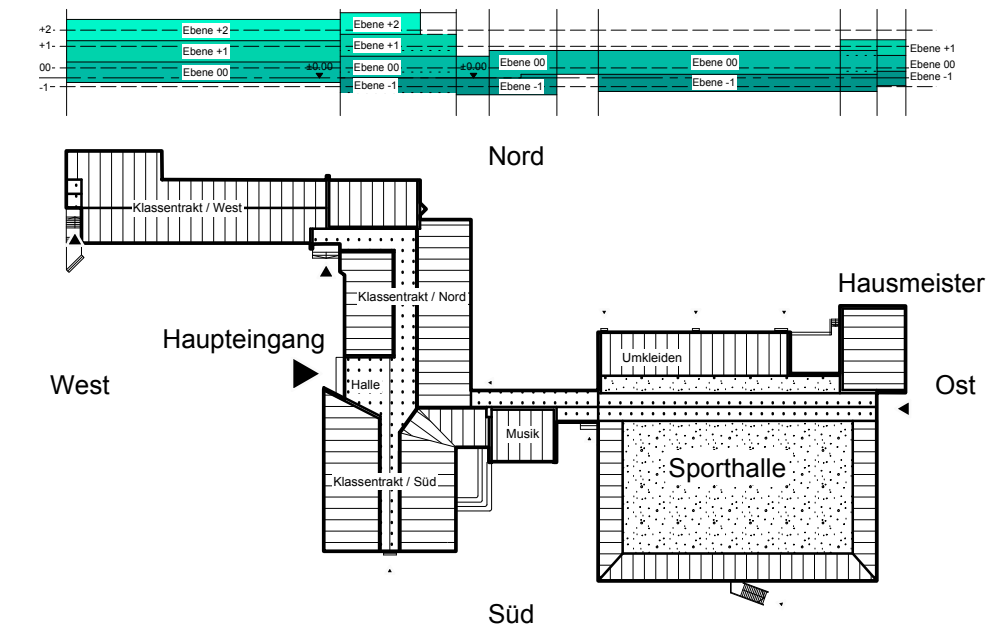 +2
Ebene +2
Ebene +2
+1
Ebene +1
Ebene +1
Ebene +1
00
±0.00
±0.00
Ebene 00
Ebene 00
Ebene 00
Ebene 00
Ebene 00
-1
Ebene -1
Ebene -1
Ebene -1
Ebene -1
Nord
Klassentrakt / West
Hausmeister
Klassentrakt / Nord
Haupteingang
Umkleiden
West
Halle
Ost
Musik
Sporthalle
Klassentrakt / Süd
Süd